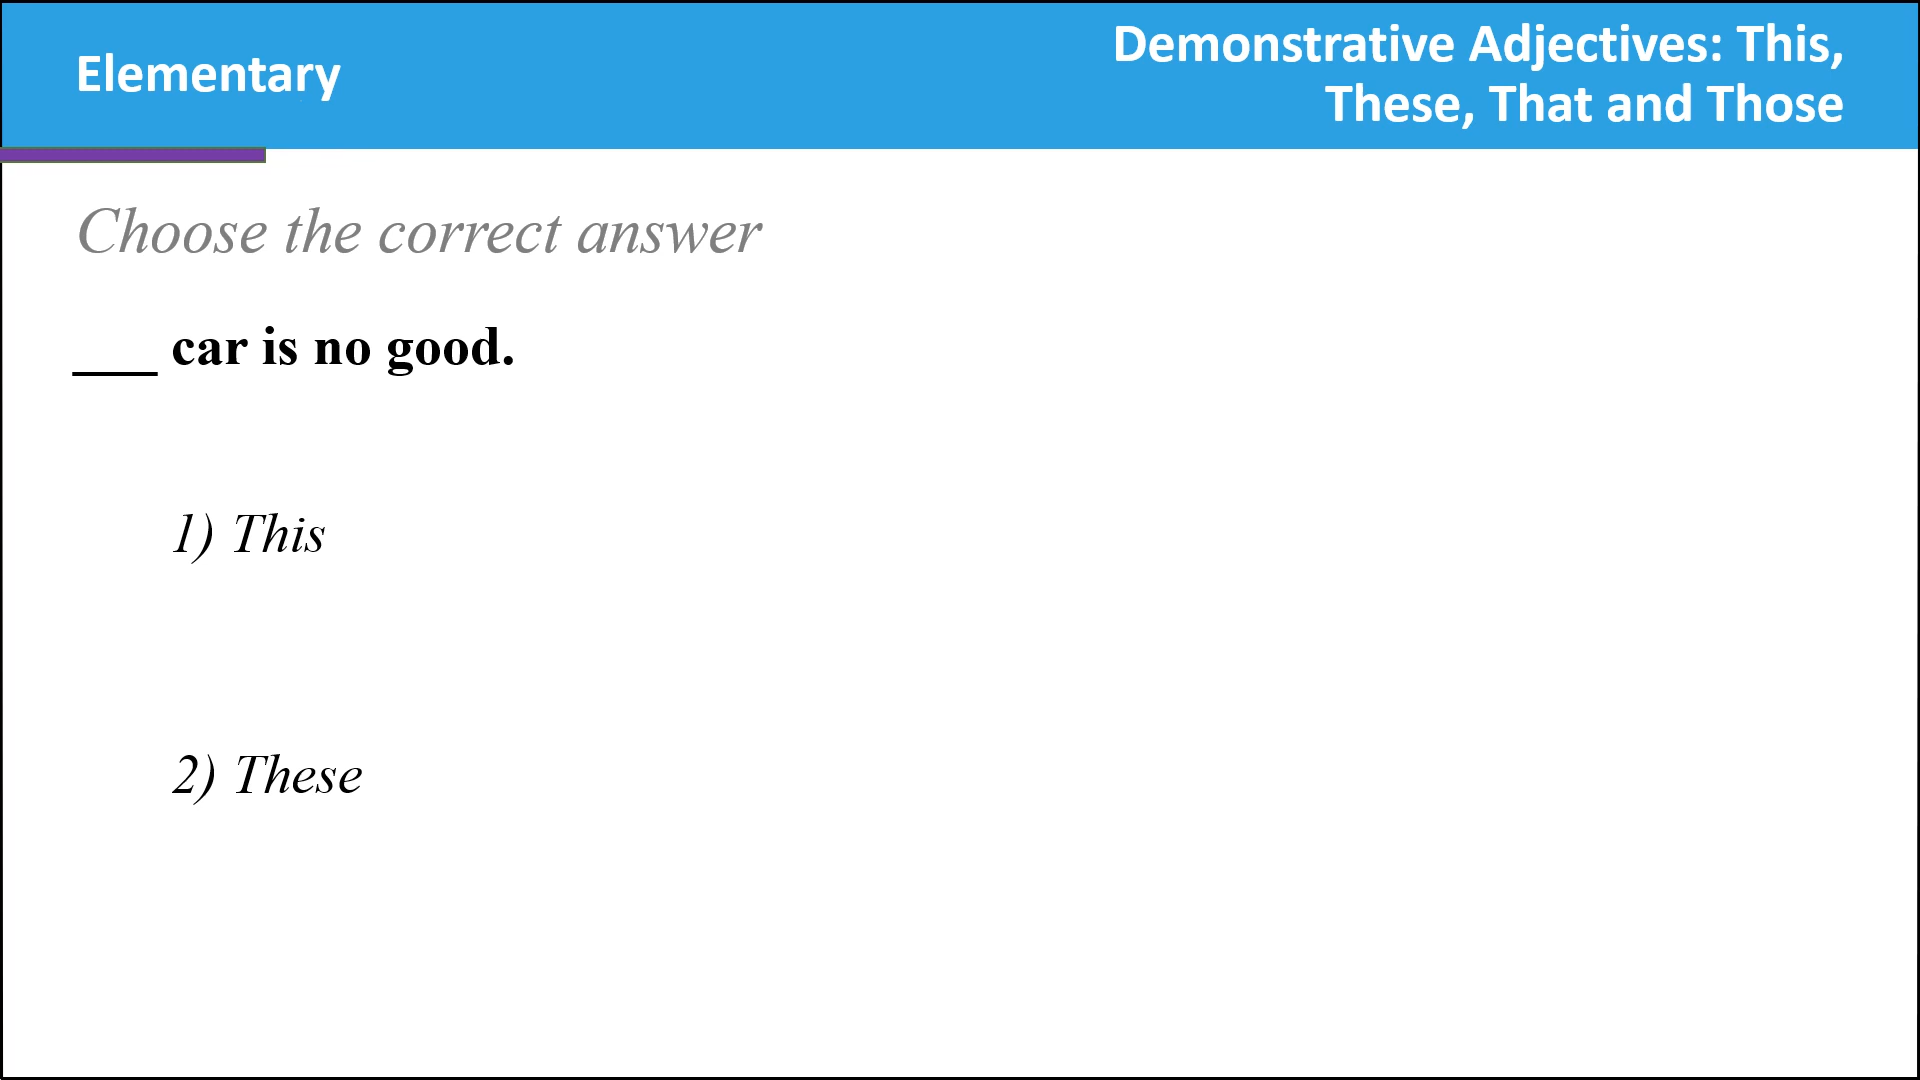 Elementary
Demonstrative Adjectives: This,
These, That and Those
Choose the correct answer
___ car is no good.
1) This
2) These